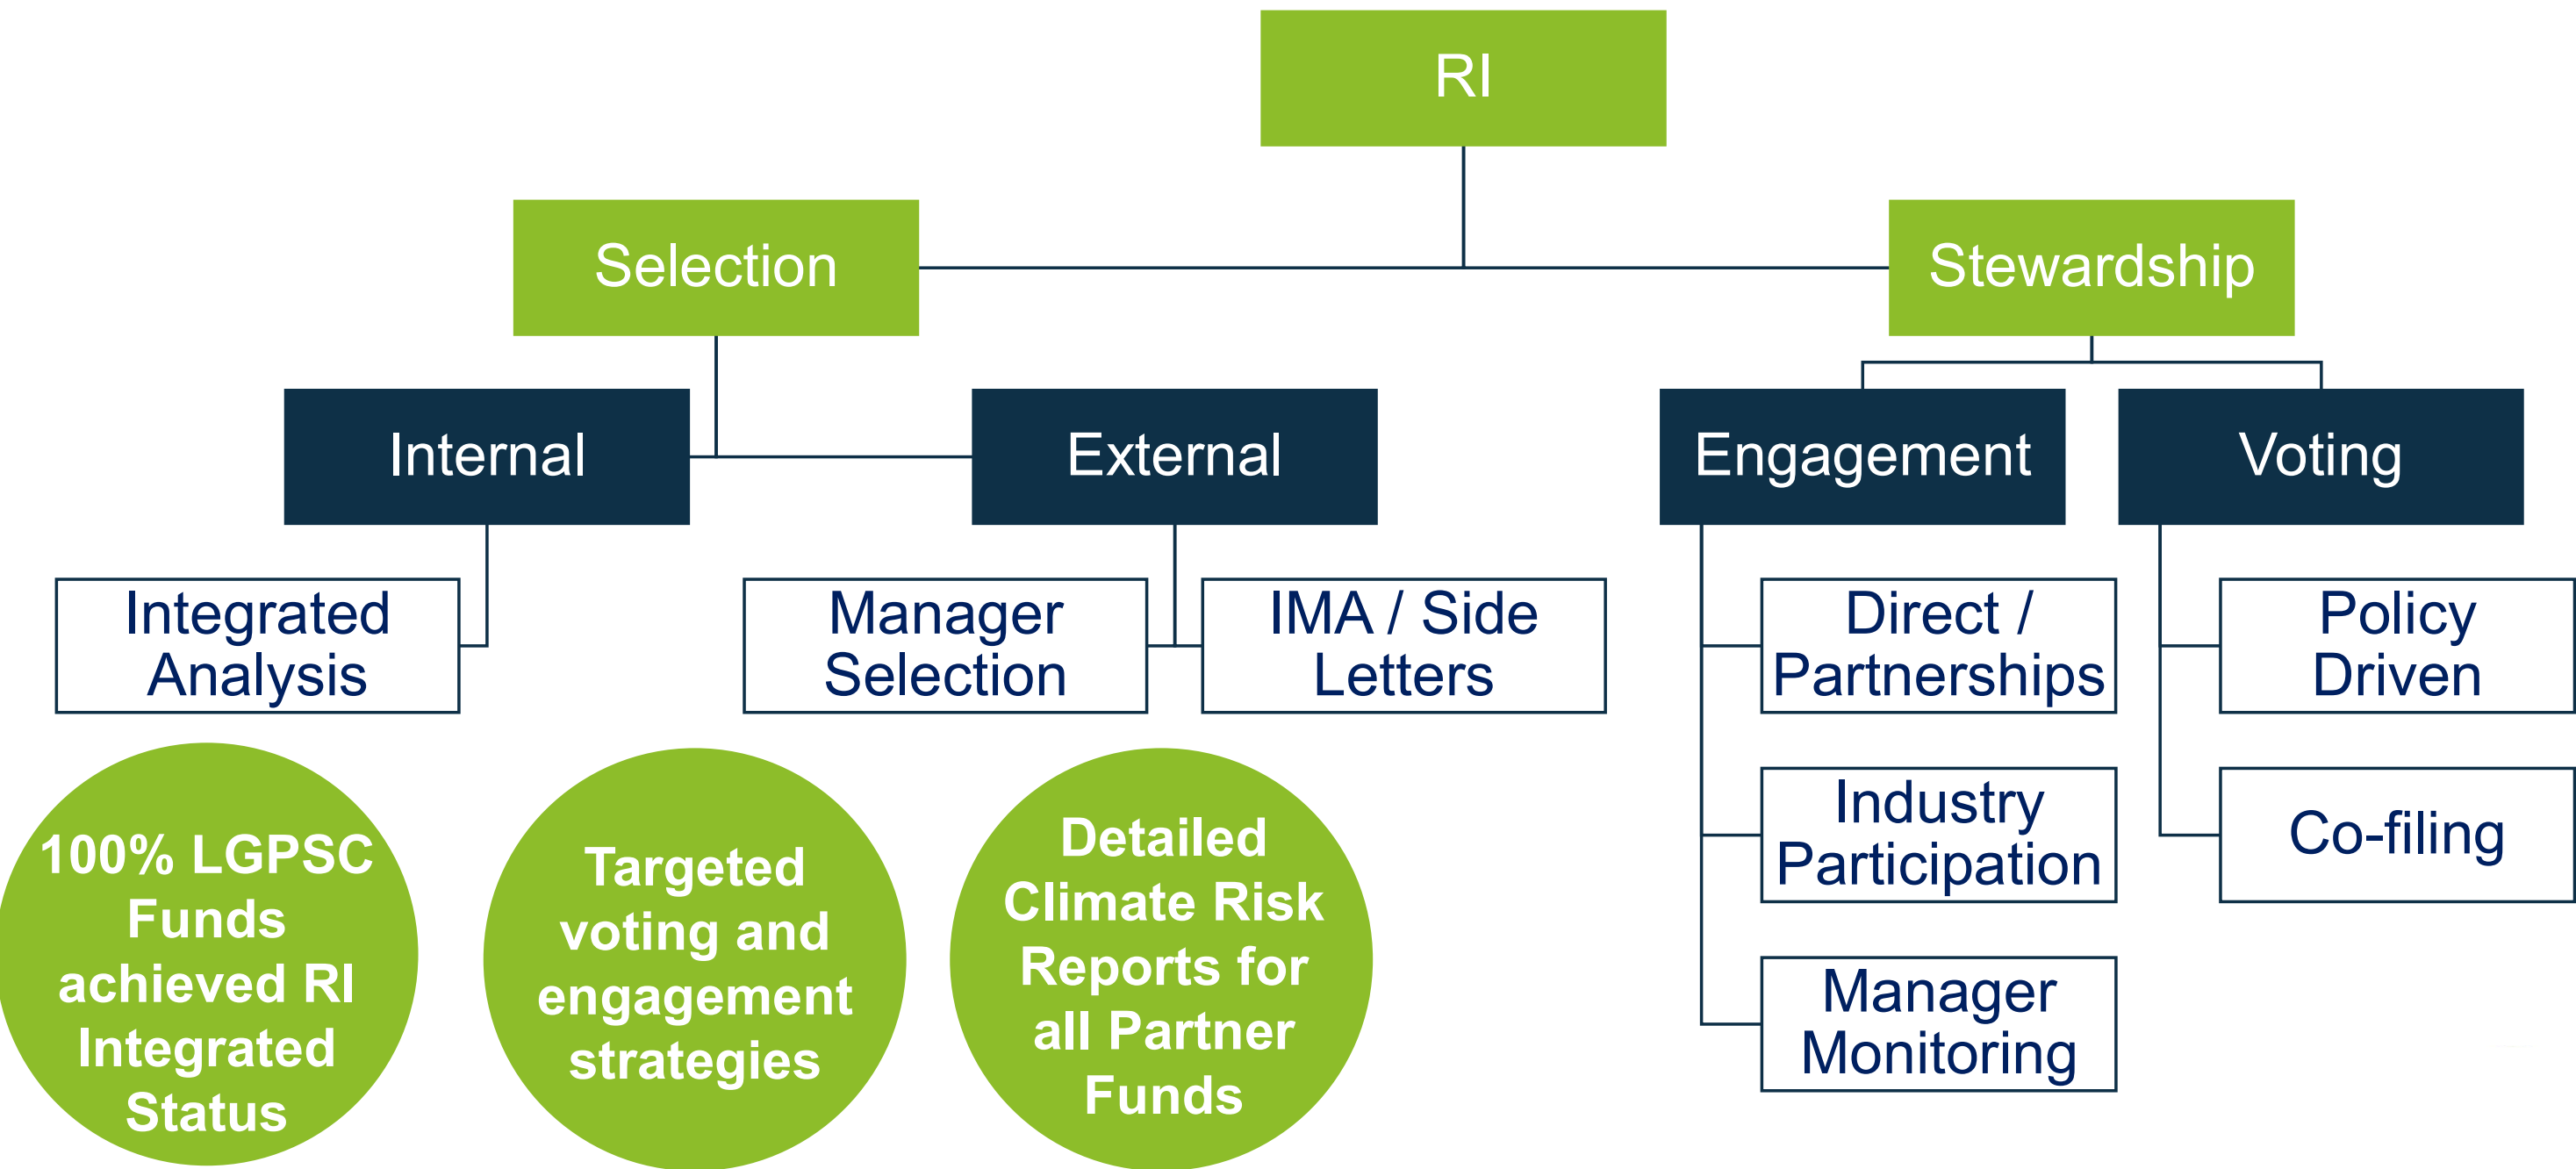 RI
Selection
Stewardship
Internal
External
Engagement
Voting
Integrated
Analysis
Manager
Selection
IMA / Side
Letters
Direct /
Partnerships
Policy
Driven
Industry
Participation
Co-filing
Manager
Monitoring
100% LGPSC
Funds
achieved RI
Integrated
Status
Targeted
voting and
engagement
strategies
Detailed
Climate Risk
Reports for
all Partner
Funds